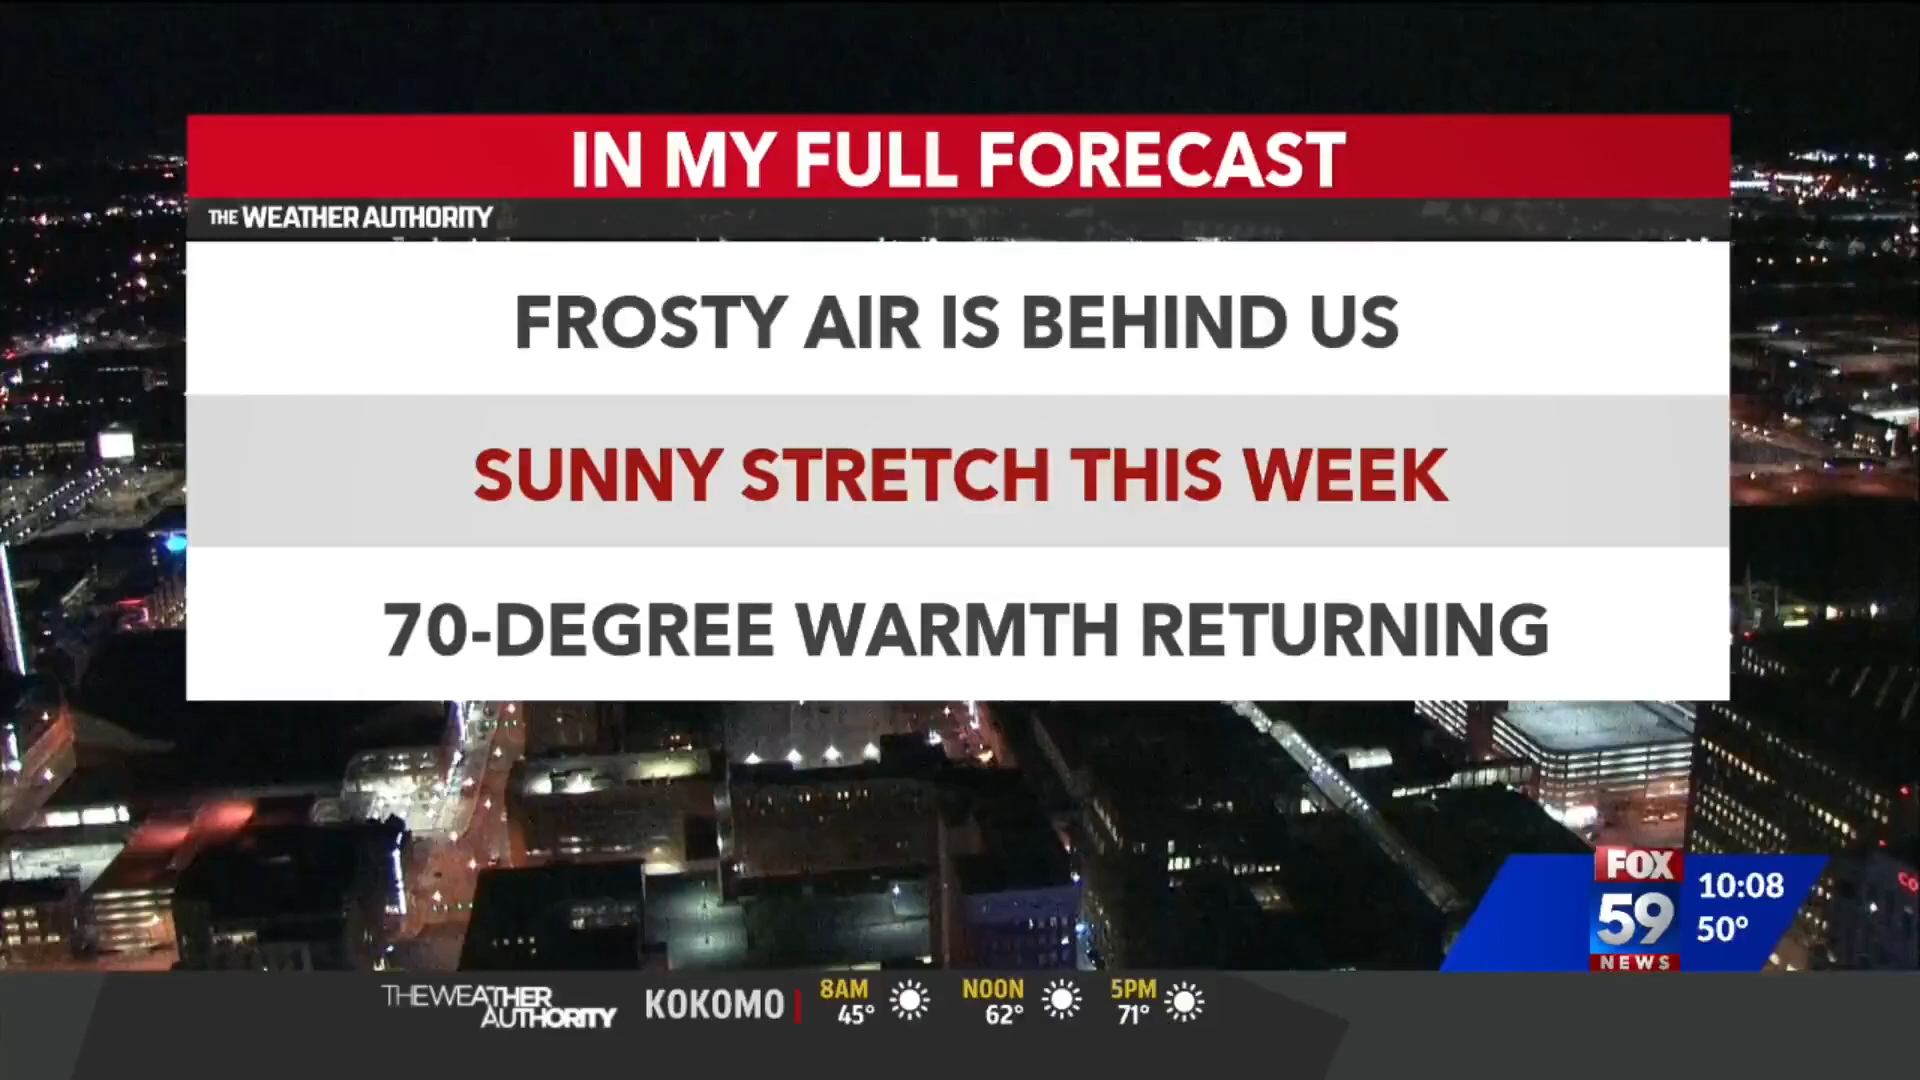 IN MY FULL FORECAST
THE WEATHER AUTHORITY
FROSTY AIR IS BEHIND US
SUNNY STRETCH THIS WEEK
70-DEGREE WARMTH RETURNING
FOX
59
NEWS
10:08
50°
Co
THE WEATHER
AUTHORITY
KOKOMO
8AM
45°
NOON
62°
5PM
71°